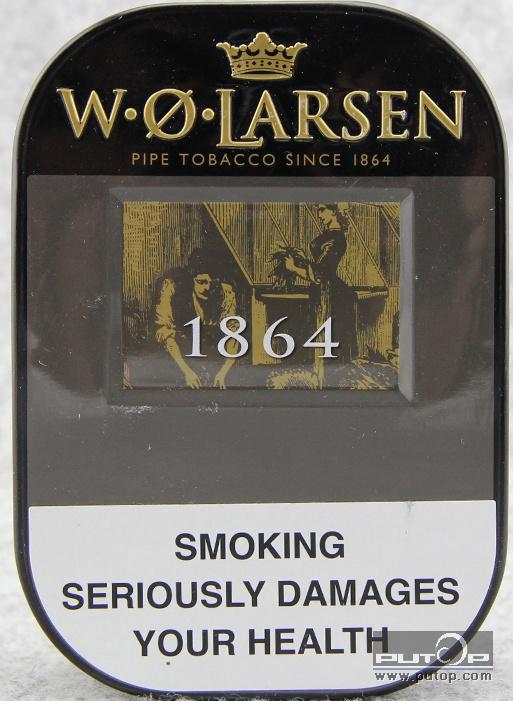 W·Ø·LARSEN
PIPE TOBACCO SINCE 1864
1864
SMOKING
SERIOUSLY DAMAGES
YOUR HEALTH
PUTOP
www.putop.com